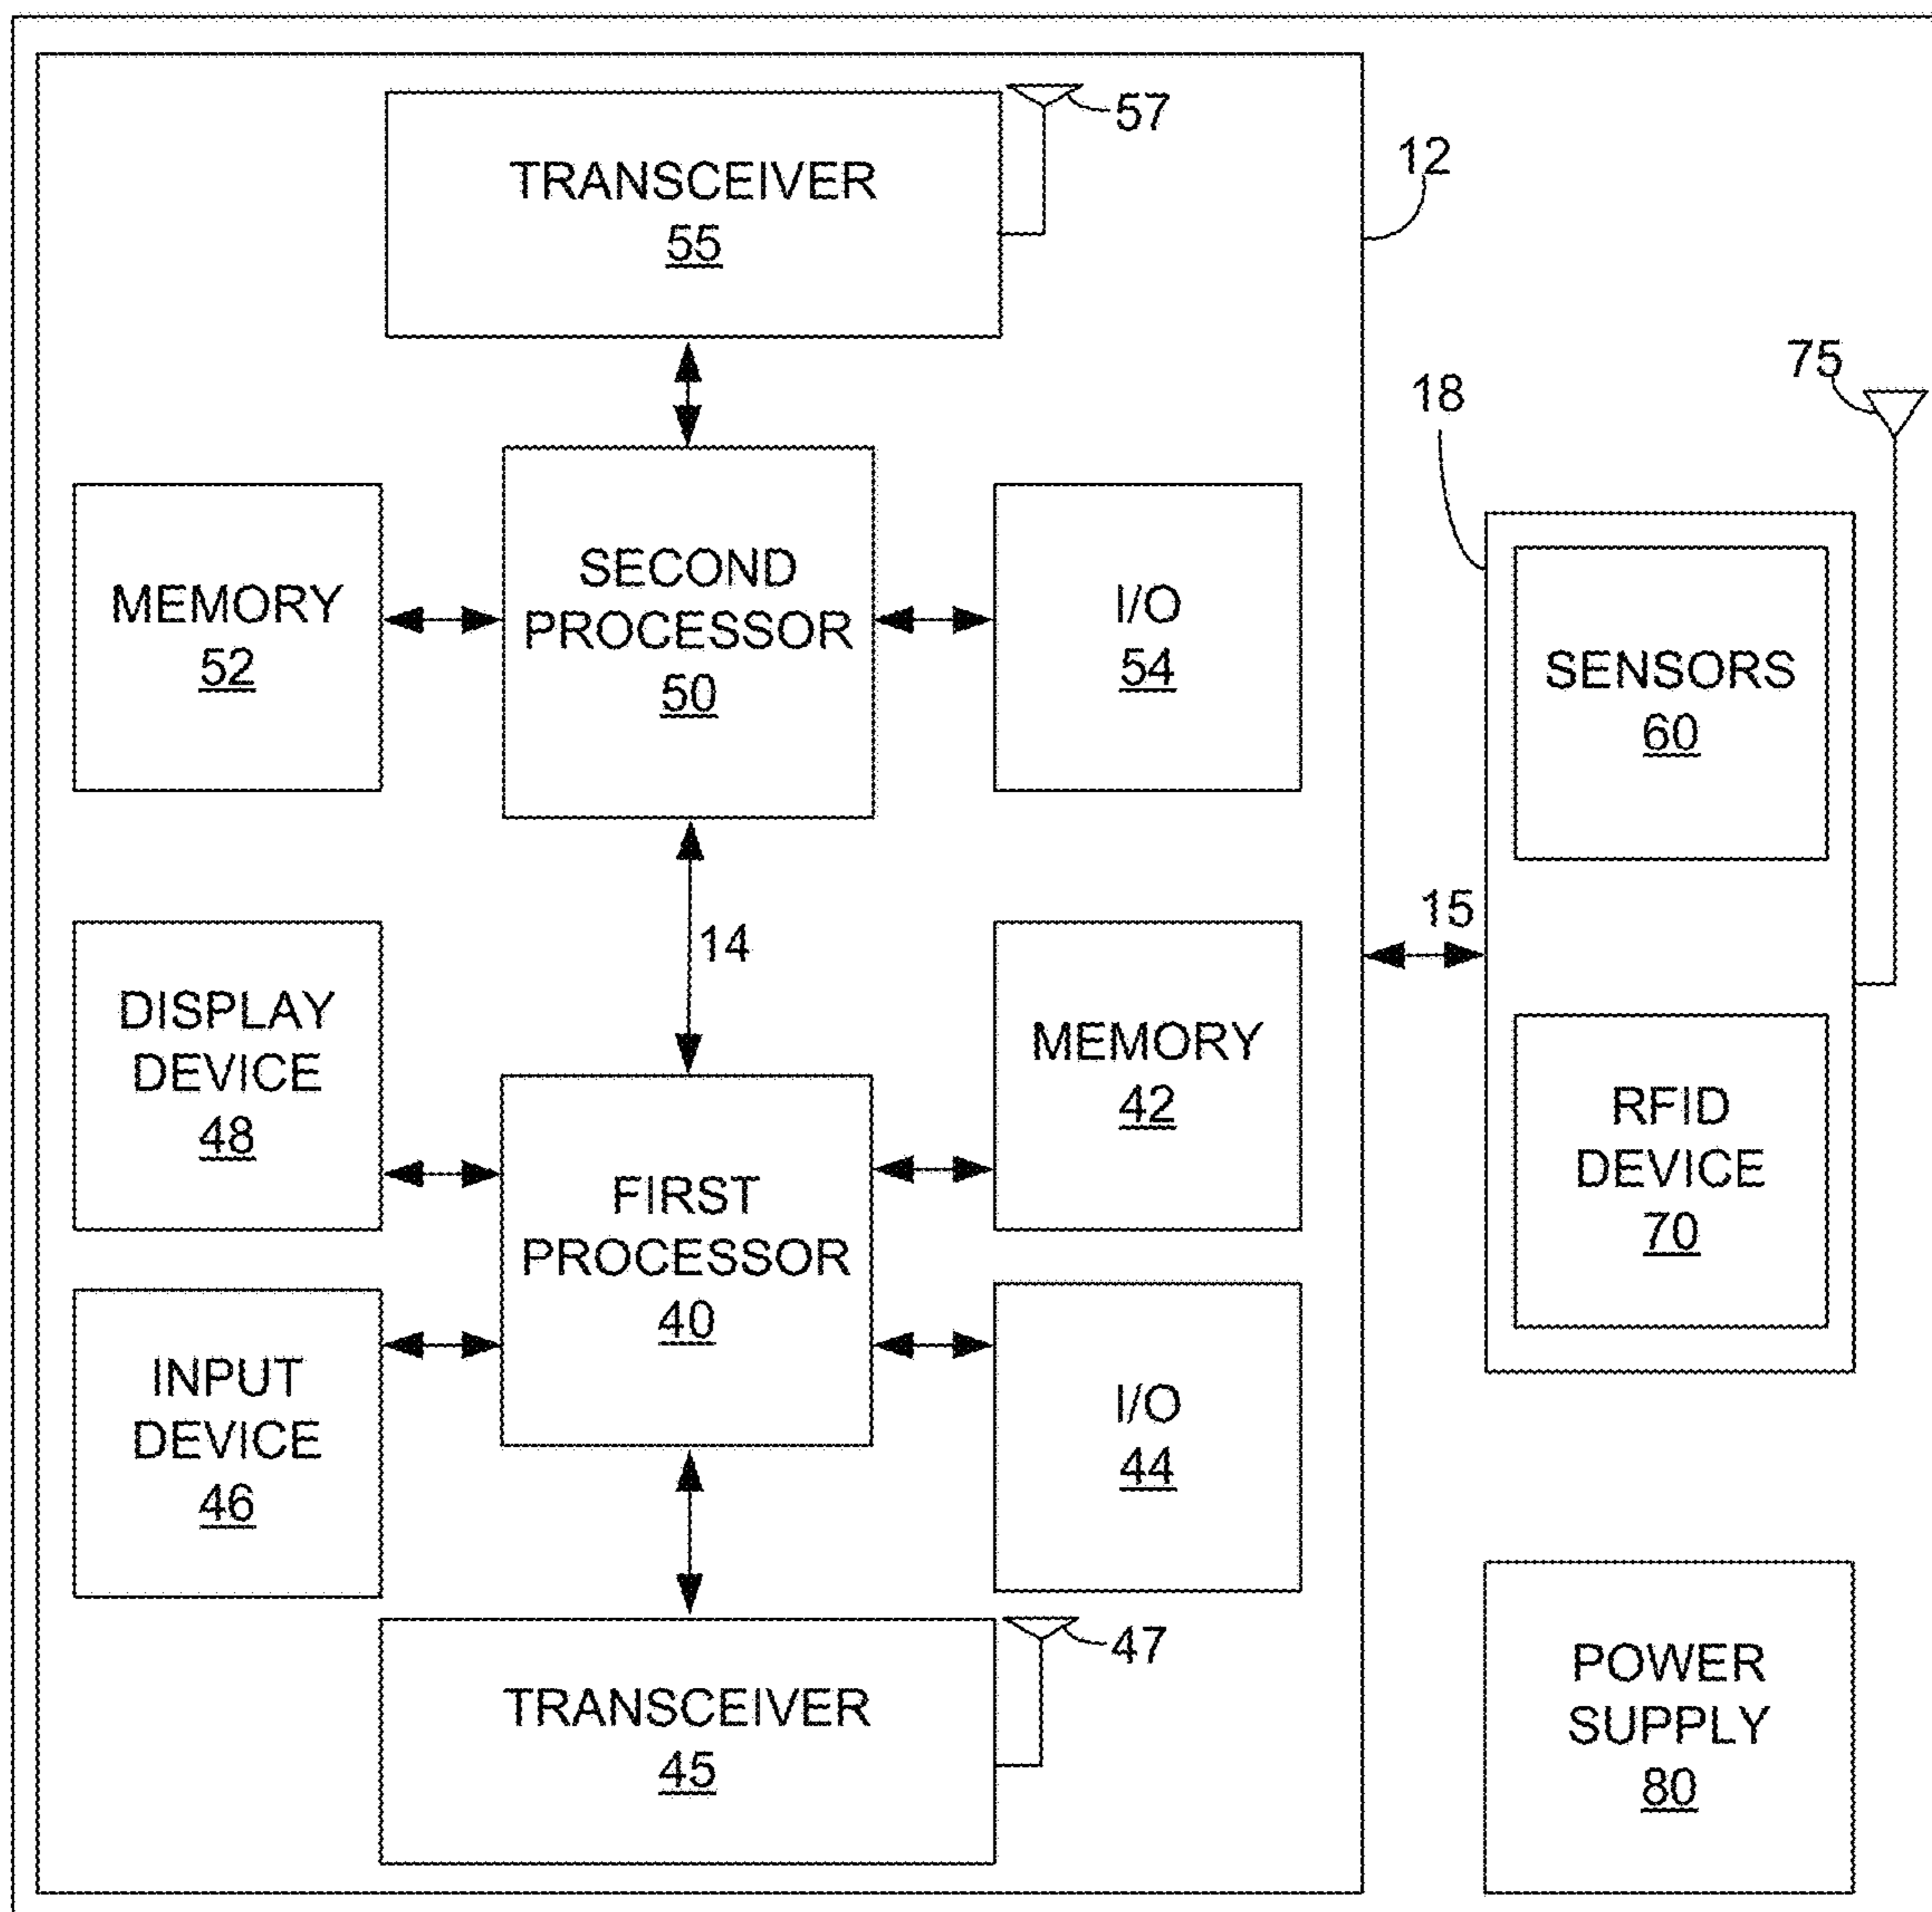 TRANSCEIVER
55
57
12
75
18
MEMORY
52
SECOND
PROCESSOR
50
I/O
54
SENSORS
60
14
15
DISPLAY
DEVICE
48
MEMORY
42
RFID
DEVICE
70
FIRST
PROCESSOR
40
INPUT
DEVICE
46
I/O
44
TRANSCEIVER
45
47
POWER
SUPPLY
80